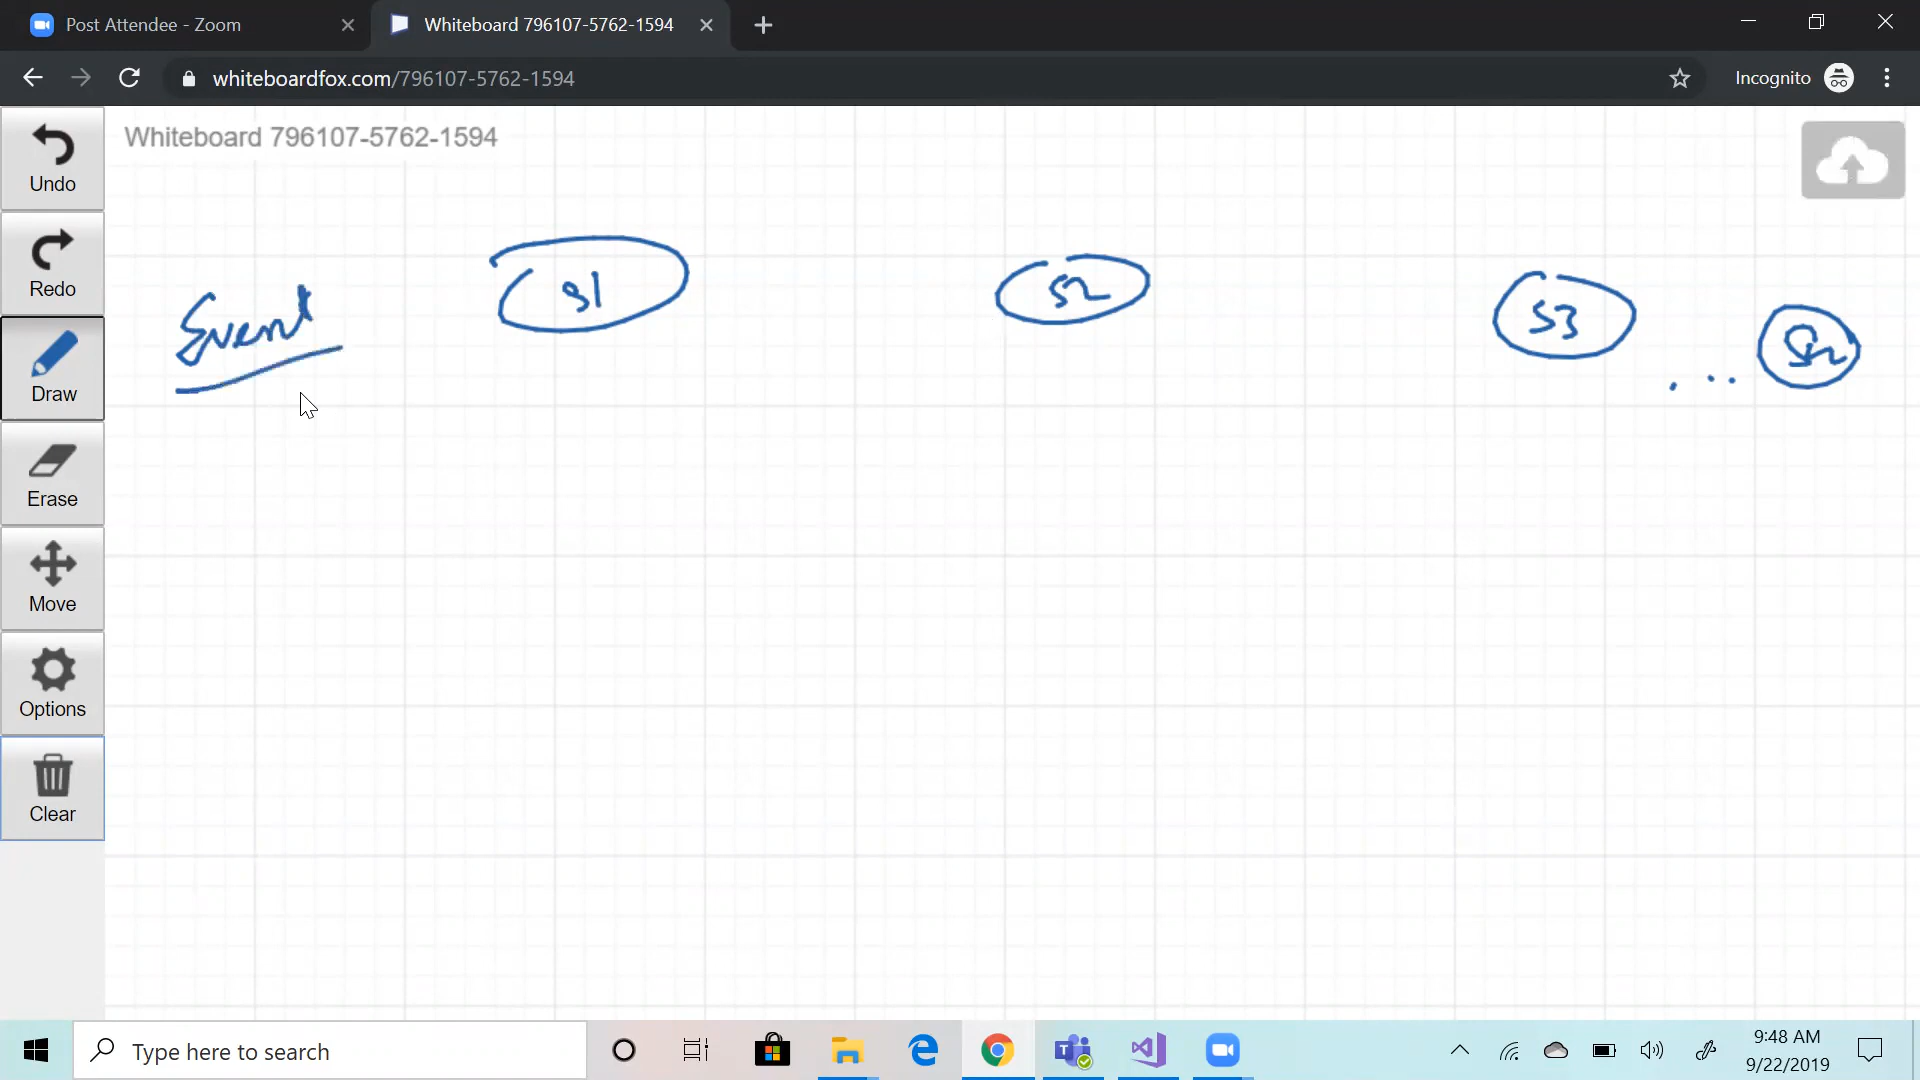 Post Attendee - Zoom
Whiteboard 796107-5762-1594
whiteboardfox.com/796107-5762-1594
Incognito
Whiteboard 796107-5762-1594
Undo
Redo
Draw
Erase
Move
Options
Clear
Event
S1
S2
S3
...
Sn
Type here to search
9:48 AM
9/22/2019